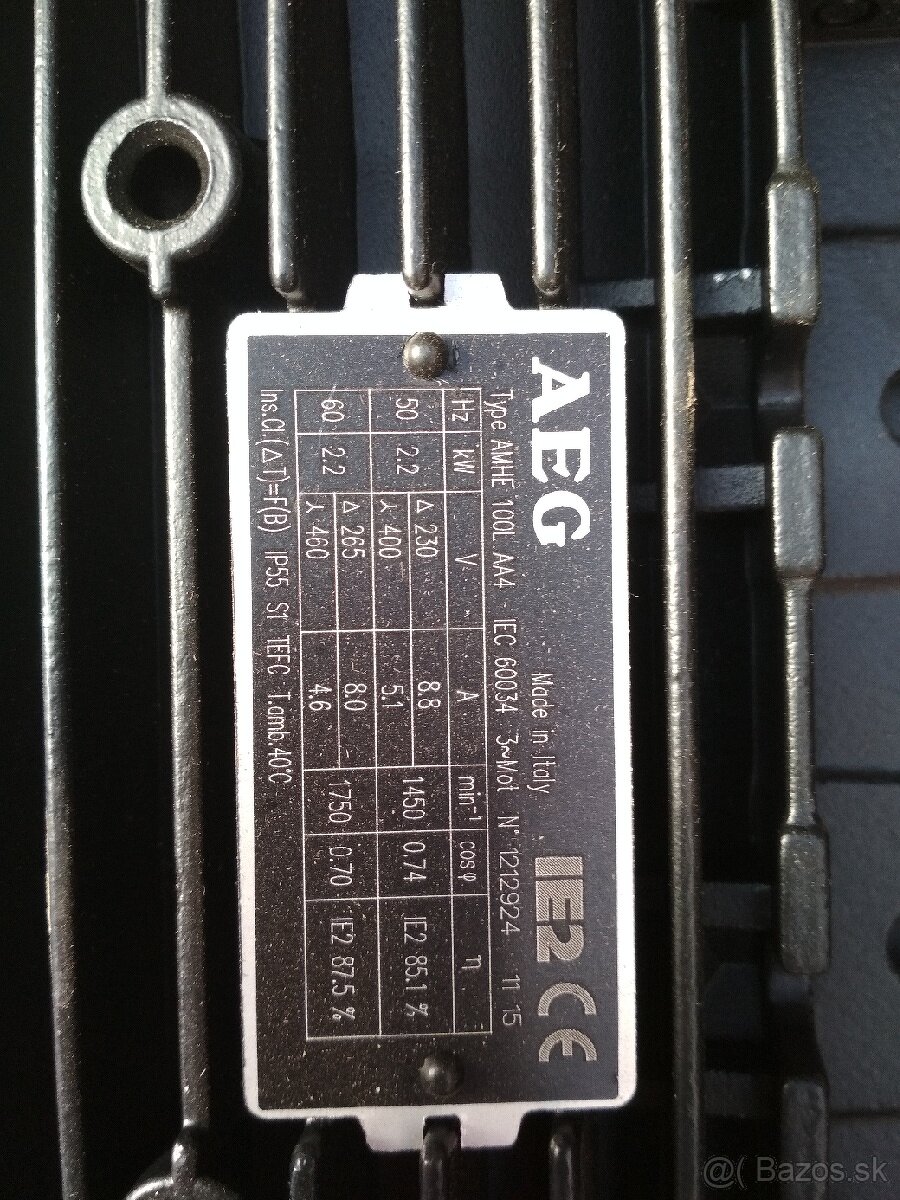 AEG Made in Italy IE2 CE
Type AMHE 100L AA4 - IEC 60034 3~Mot N° 1212924 11 15
Hz kW V A min⁻¹ cos φ η
50 2.2 Δ 230 8.8 1450 0.74 IE2 85.1 %
⅄ 400 5.1
60 2.2 Δ 265 8.0 1750 0.70 IE2 87.5 %
⅄ 460 4.6
Ins.Cl.(ΔT)=F(B) IP55 S1 TEFC T.amb.40°C
@( Bazos.sk